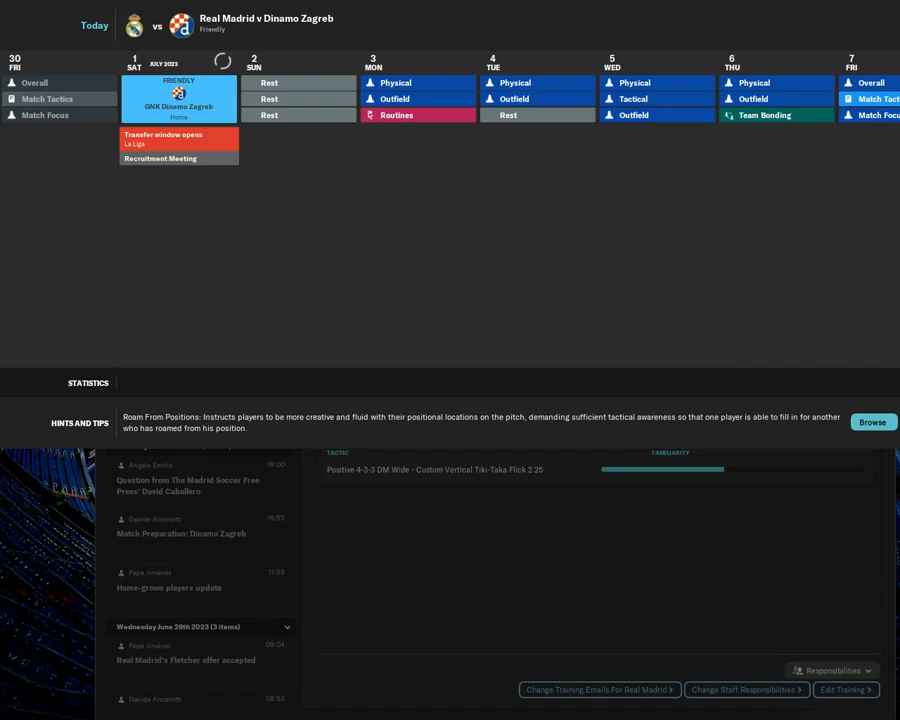 Today
vs
Real Madrid v Dinamo Zagreb
Friendly
30
FRI
1
SAT
JULY 2023
2
SUN
3
MON
4
TUE
5
WED
6
THU
7
FRI
Overall
Match Tactics
Match Focus
FRIENDLY
GNK Dinamo Zagreb
Home
Transfer window opens
La Liga
Recruitment Meeting
Rest
Rest
Rest
Physical
Outfield
Routines
Physical
Outfield
Rest
Physical
Tactical
Outfield
Physical
Outfield
Team Bonding
Overall
Match Tact
Match Focu
STATISTICS
HINTS AND TIPS
Roam From Positions: Instructs players to be more creative and fluid with their positional locations on the pitch, demanding sufficient tactical awareness so that one player is able to fill in for another
who has roamed from his position.
Browse
Angela Emilio
18:00
Question from The Madrid Soccer Free
Press' David Caballero
Davide Ancelotti
16:53
Match Preparation: Dinamo Zagreb
Pepe Jiménez
11:55
Home-grown players update
Wednesday June 28th 2023 (3 items)
Pepe Jiménez
09:04
Real Madrid's Fletcher offer accepted
Davide Ancelotti
08:53
TACTIC
FAMILIARITY
Positive 4-3-3 DM Wide - Custom Vertical Tiki-Taka Flick 2 25
Responsibilities
Change Training Emails For Real Madrid >
Change Staff Responsibilities >
Edit Training >